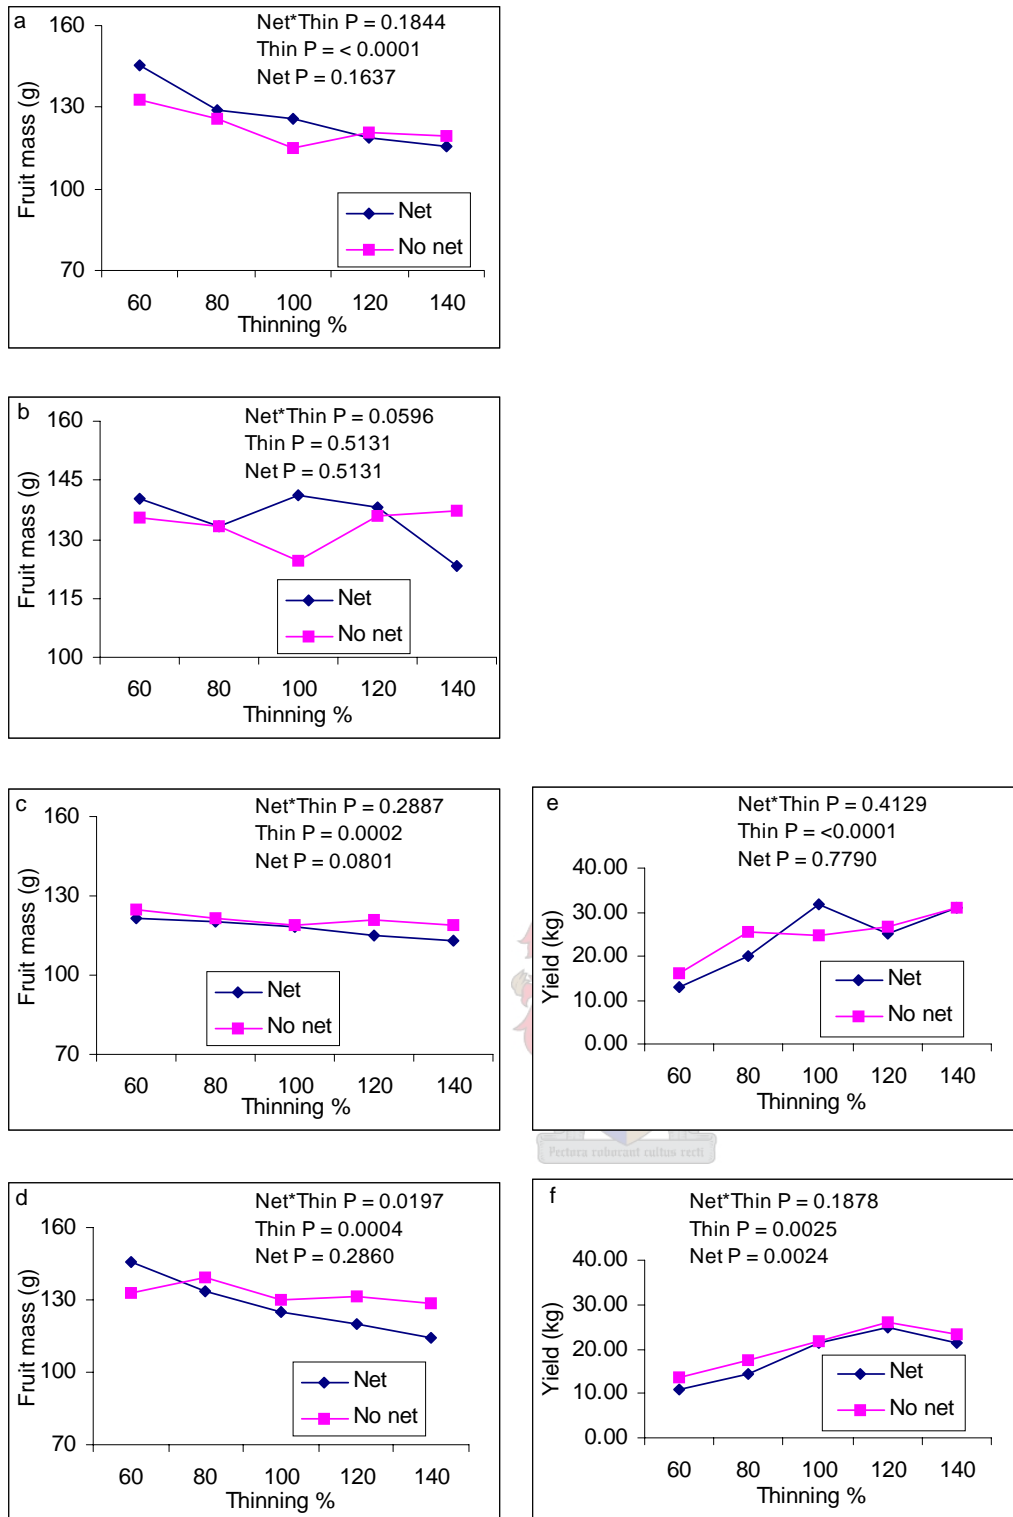 a
Net*Thin P = 0.1844
Thin P = < 0.0001
Net P = 0.1637
Fruit mass (g)
160
130
100
70
Net
No net
60 80 100 120 140
Thinning %
b
Net*Thin P = 0.0596
Thin P = 0.5131
Net P = 0.5131
Fruit mass (g)
160
145
130
115
100
Net
No net
60 80 100 120 140
Thinning %
c
Net*Thin P = 0.2887
Thin P = 0.0002
Net P = 0.0801
Fruit mass (g)
160
130
100
70
Net
No net
60 80 100 120 140
Thinning %
e
Net*Thin P = 0.4129
Thin P = <0.0001
Net P = 0.7790
Yield (kg)
40.00
30.00
20.00
10.00
0.00
Net
No net
60 80 100 120 140
Thinning %
Pectora roborant cultus recti
d
Net*Thin P = 0.0197
Thin P = 0.0004
Net P = 0.2860
Fruit mass (g)
160
130
100
70
Net
No net
60 80 100 120 140
Thinning %
f
Net*Thin P = 0.1878
Thin P = 0.0025
Net P = 0.0024
Yield (kg)
40.00
30.00
20.00
10.00
0.00
Net
No net
60 80 100 120 140
Thinning %